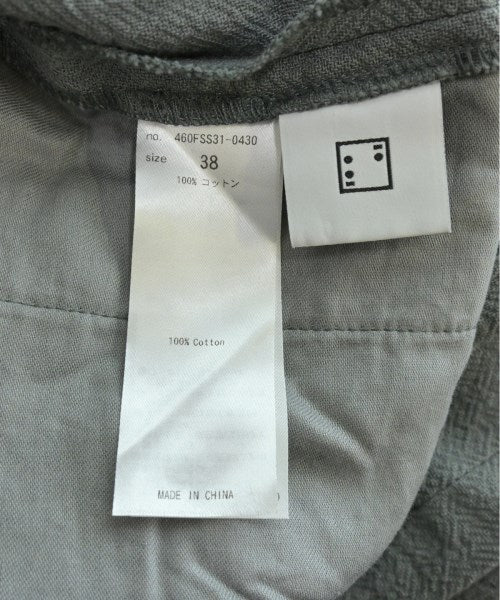 no. 460FSS31-0430
size 38
100% コットン
100% Cotton
MADE IN CHINA